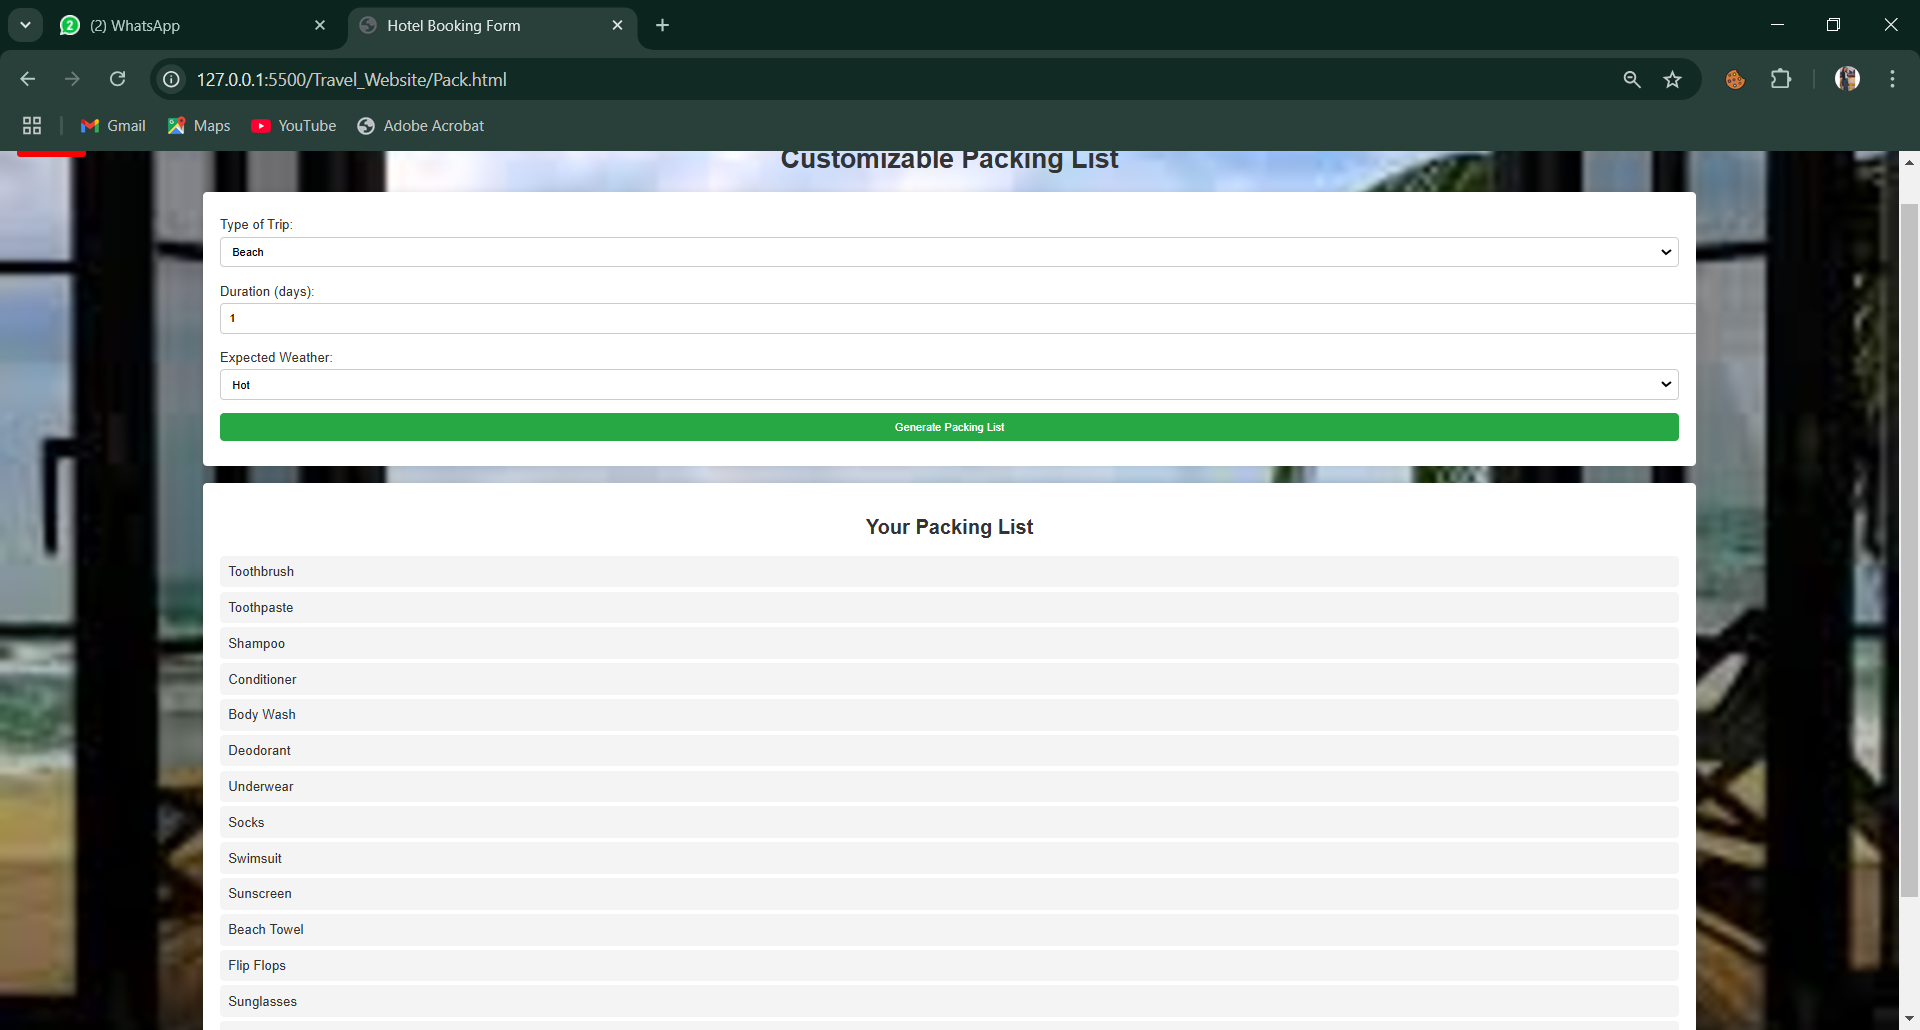 2
(2) WhatsApp
Hotel Booking Form
127.0.0.1:5500/Travel_Website/Pack.html
Gmail
Maps
YouTube
Adobe Acrobat
Customizable Packing List
Type of Trip:
Beach
Duration (days):
1
Expected Weather:
Hot
Generate Packing List
Your Packing List
Toothbrush
Toothpaste
Shampoo
Conditioner
Body Wash
Deodorant
Underwear
Socks
Swimsuit
Sunscreen
Beach Towel
Flip Flops
Sunglasses